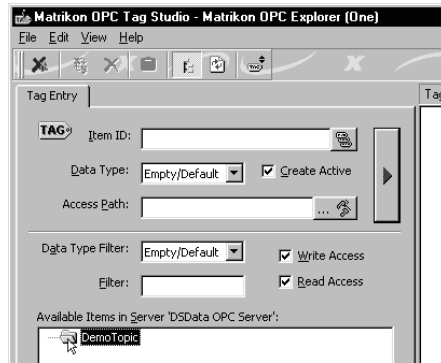 Matrikon OPC Tag Studio - Matrikon OPC Explorer (One)
File Edit View Help
Tag Entry
TAG Item ID:
Data Type: Empty/Default Create Active
Access Path: ...
Data Type Filter: Empty/Default Write Access
Filter: Read Access
Available Items in Server 'DSData OPC Server':
DemoTopic